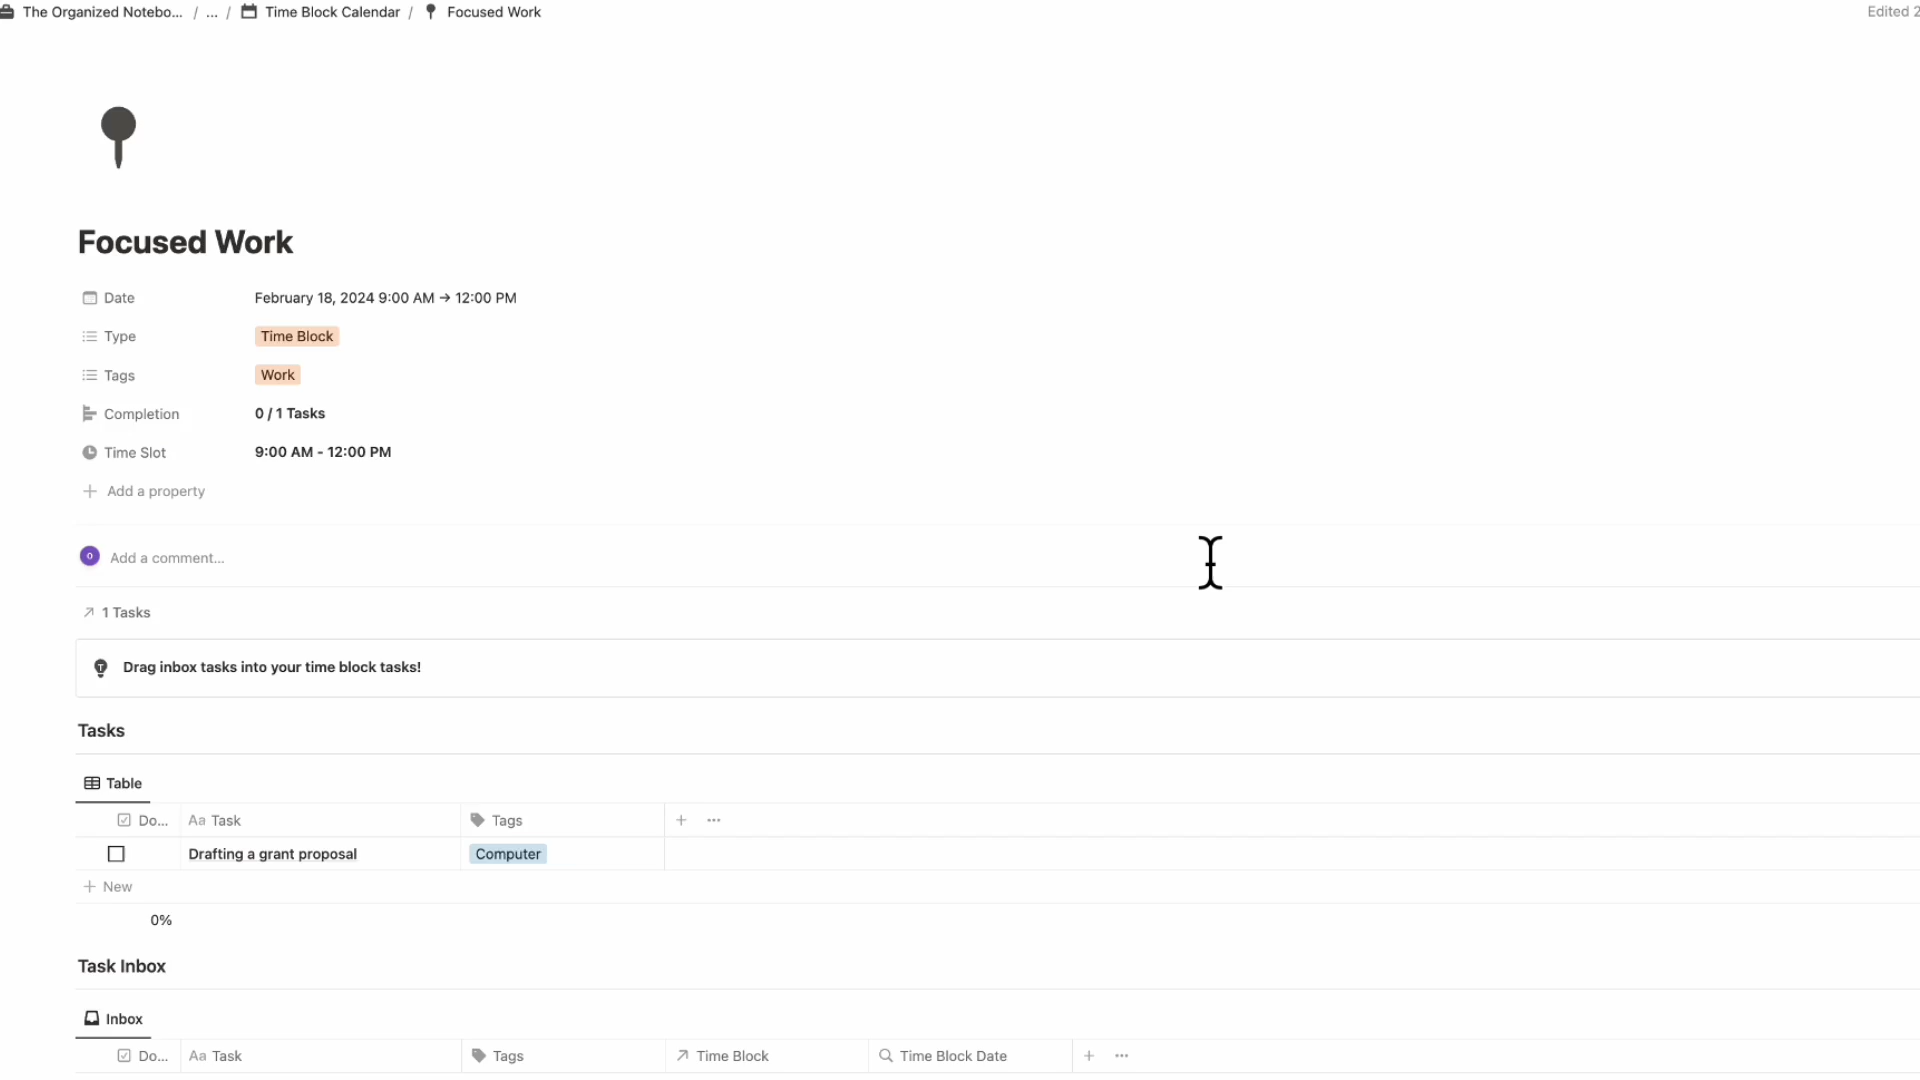 The Organized Notebo... / ... / Time Block Calendar / Focused Work
Edited 2
Focused Work
Date February 18, 2024 9:00 AM → 12:00 PM
Type Time Block
Tags Work
Completion 0 / 1 Tasks
Time Slot 9:00 AM - 12:00 PM
+ Add a property
O Add a comment...
↗ 1 Tasks
Drag inbox tasks into your time block tasks!
Tasks
Table
Do... Aa Task Tags + ...
Drafting a grant proposal Computer
+ New
0%
Task Inbox
Inbox
Do... Aa Task Tags ↗ Time Block Time Block Date + ...